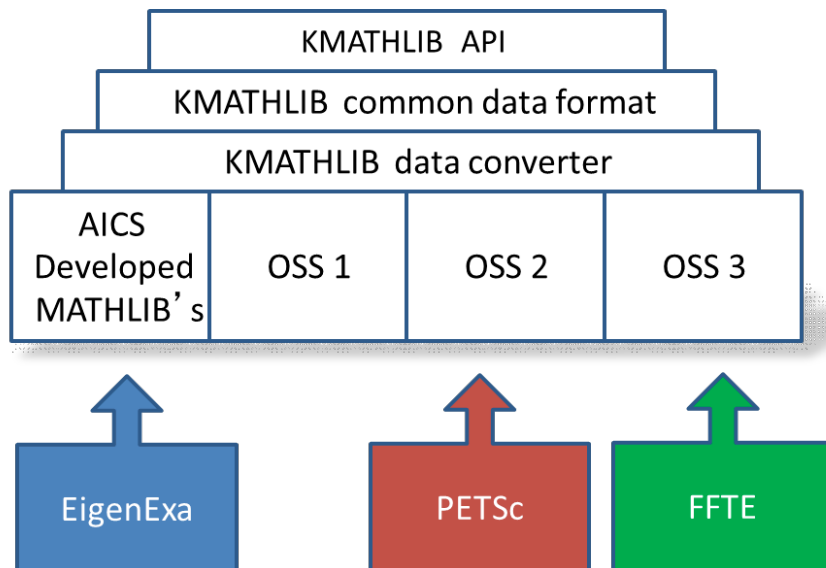 KMATHLIB API
KMATHLIB common data format
KMATHLIB data converter
AICS
Developed
MATHLIB’s
OSS 1
OSS 2
OSS 3
EigenExa
PETSc
FFTE